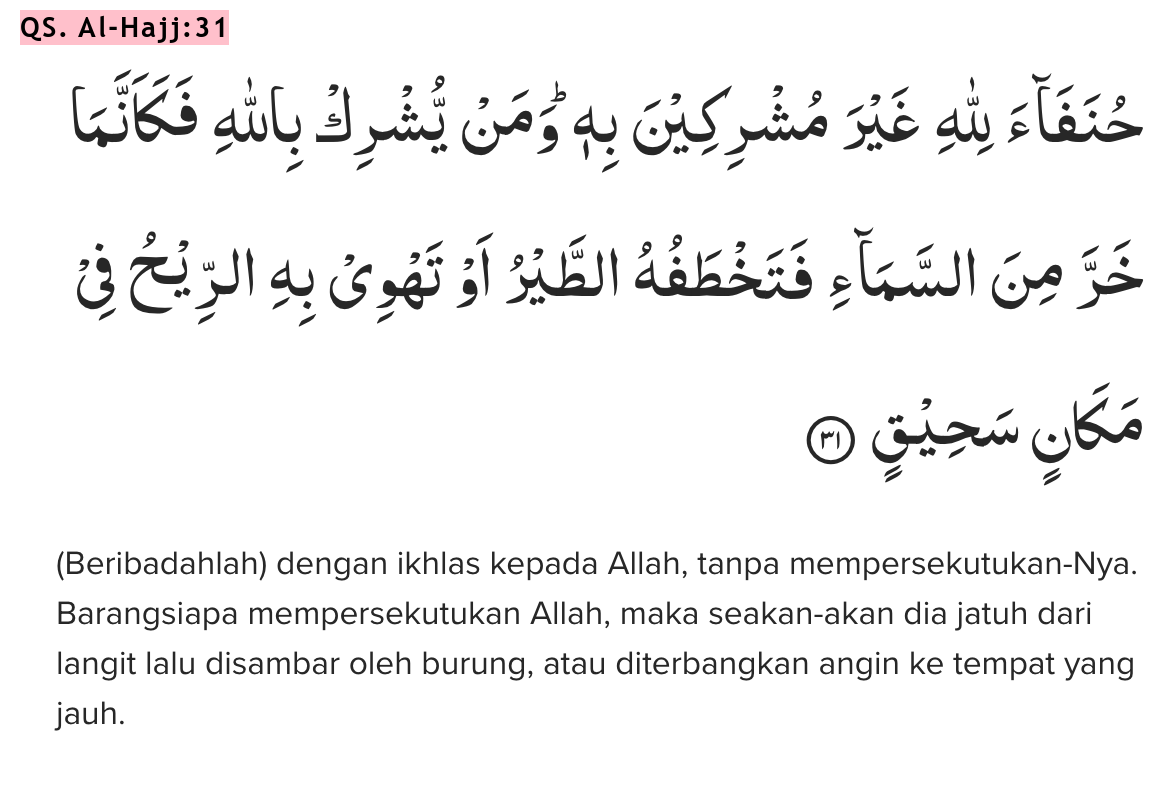 QS. Al-Hajj:31
حُنَفَاۤءَ لِلّٰهِ غَيْرَ مُشْرِكِيْنَ بِهٖۗ وَمَنْ يُّشْرِكْ بِاللّٰهِ فَكَاَنَّمَا
خَرَّ مِنَ السَّمَاۤءِ فَتَخْطَفُهُ الطَّيْرُ اَوْ تَهْوِيْ بِهِ الرِّيْحُ فِيْ
مَكَانٍ سَحِيْقٍ ٣١
(Beribadahlah) dengan ikhlas kepada Allah, tanpa mempersekutukan-Nya.
Barangsiapa mempersekutukan Allah, maka seakan-akan dia jatuh dari
langit lalu disambar oleh burung, atau diterbangkan angin ke tempat yang
jauh.